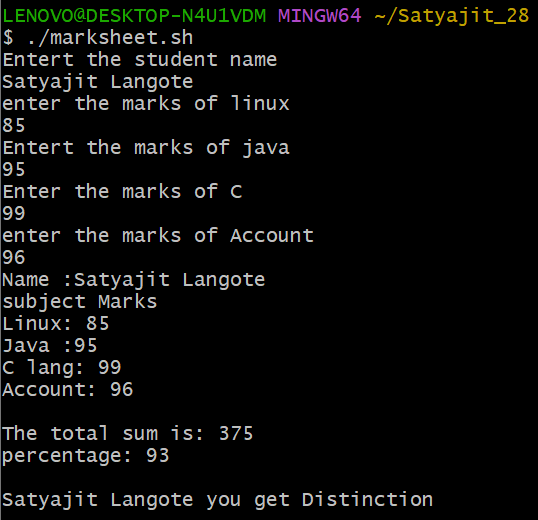 LENOVO@DESKTOP-N4U1VDM MINGW64 ~/Satyajit_28
$ ./marksheet.sh
Entert the student name
Satyajit Langote
enter the marks of linux
85
Entert the marks of java
95
Enter the marks of C
99
enter the marks of Account
96
Name :Satyajit Langote
subject Marks
Linux: 85
Java :95
C lang: 99
Account: 96

The total sum is: 375
percentage: 93

Satyajit Langote you get Distinction